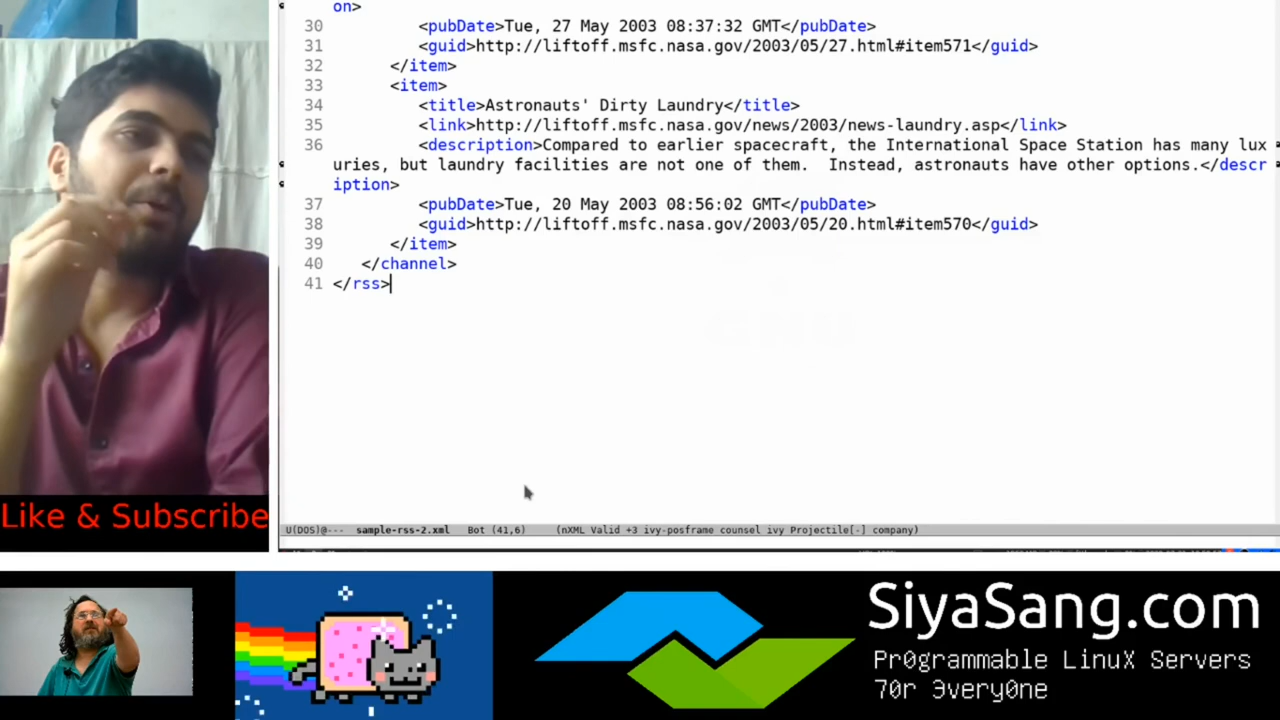 on>
30 <pubDate>Tue, 27 May 2003 08:37:32 GMT</pubDate>
31 <guid>http://liftoff.msfc.nasa.gov/2003/05/27.html#item571</guid>
32 </item>
33 <item>
34 <title>Astronauts' Dirty Laundry</title>
35 <link>http://liftoff.msfc.nasa.gov/news/2003/news-laundry.asp</link>
36 <description>Compared to earlier spacecraft, the International Space Station has many lux
uries, but laundry facilities are not one of them.  Instead, astronauts have other options.</descr
iption>
37 <pubDate>Tue, 20 May 2003 08:56:02 GMT</pubDate>
38 <guid>http://liftoff.msfc.nasa.gov/2003/05/20.html#item570</guid>
39 </item>
40 </channel>
41 </rss>
U(DOS)@--- sample-rss-2.xml Bot (41,6) (nXML Valid +3 ivy-posframe counsel ivy Projectile[-] company)
Like & Subscribe
SiyaSang.com
Pr0grammable LinuX Servers
70r 3very0ne